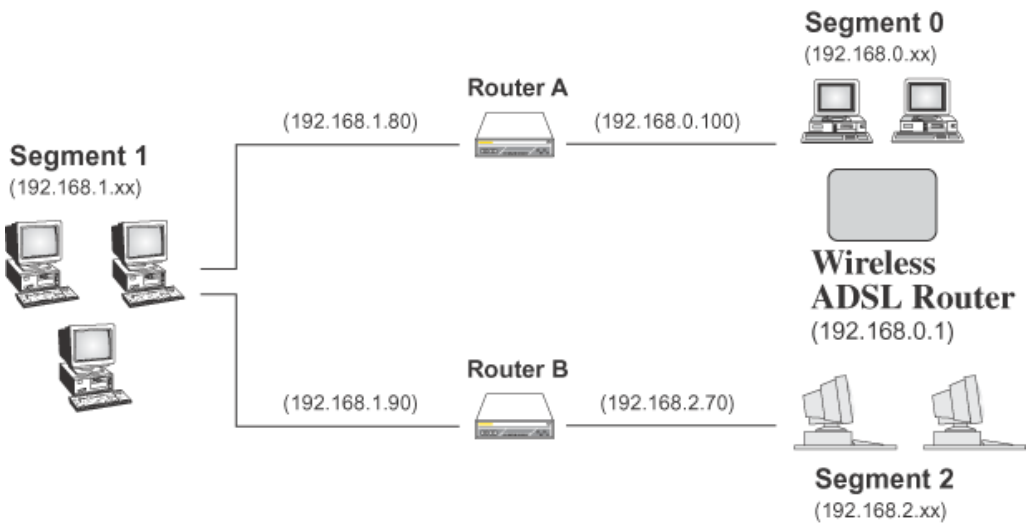 Segment 0
(192.168.0.xx)
Router A
(192.168.1.80)
(192.168.0.100)
Segment 1
(192.168.1.xx)
Wireless
ADSL Router
(192.168.0.1)
Router B
(192.168.1.90)
(192.168.2.70)
Segment 2
(192.168.2.xx)